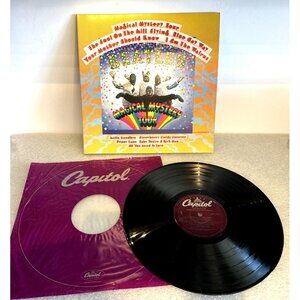 Magical Mystery Tour
The Fool On The Hill Flying Blue Jay Way
Your Mother Should Know I Am The Walrus
BEATLES
MAGICAL MYSTERY
TOUR
Hello Goodbye Strawberry Fields Forever
Penny Lane Baby You're A Rich Man
All You Need Is Love
Capitol
Capitol
Capitol